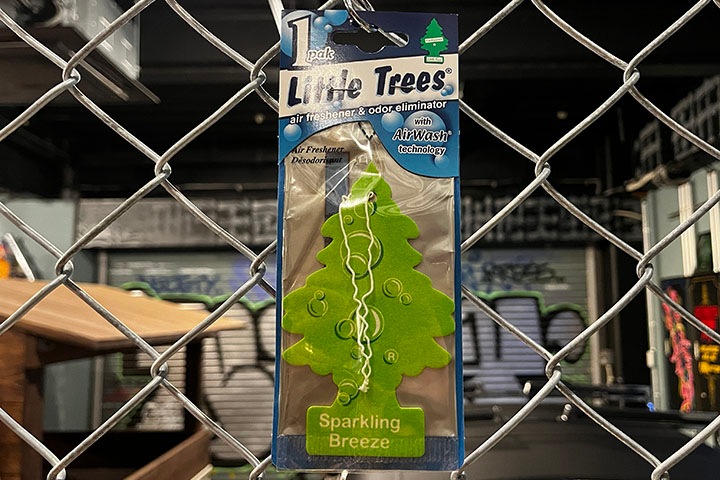 1
pak
Little Trees®
air freshener & odor eliminator
with
AirWash®
technology
Air Freshener
Désodorisant
®
Sparkling
Breeze